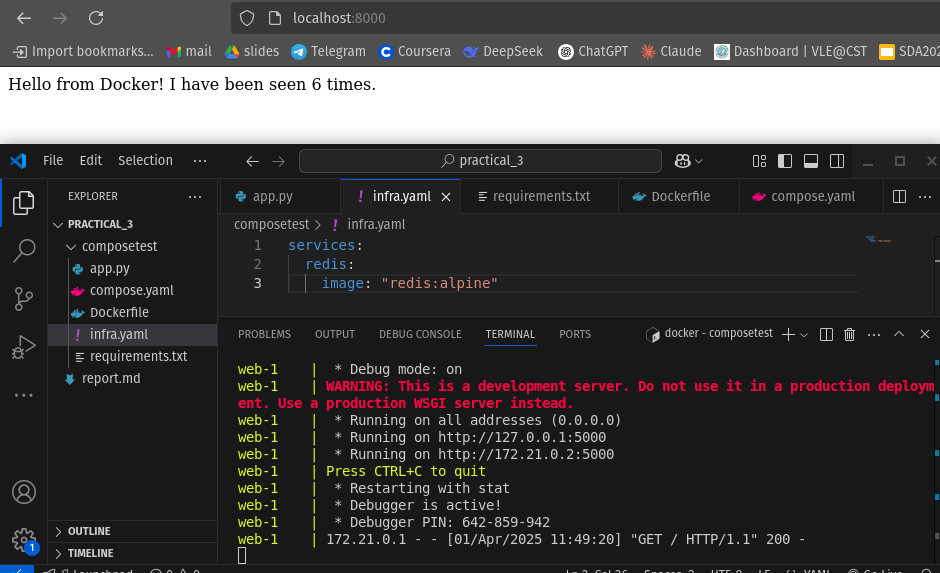 localhost:8000
Import bookmarks... mail slides Telegram Coursera DeepSeek ChatGPT Claude Dashboard | VLE@CST SDA202
Hello from Docker! I have been seen 6 times.
File Edit Selection ··· practical_3
EXPLORER ···
app.py infra.yaml requirements.txt Dockerfile compose.yaml ···
PRACTICAL_3
composetest
app.py
compose.yaml
Dockerfile
infra.yaml
requirements.txt
report.md
OUTLINE
TIMELINE
1
composetest > infra.yaml
1 services:
2 redis:
3 image: "redis:alpine"
PROBLEMS OUTPUT DEBUG CONSOLE TERMINAL PORTS docker - composetest ···
web-1 | * Debug mode: on
web-1 | WARNING: This is a development server. Do not use it in a production deploym
ent. Use a production WSGI server instead.
web-1 | * Running on all addresses (0.0.0.0)
web-1 | * Running on http://127.0.0.1:5000
web-1 | * Running on http://172.21.0.2:5000
web-1 | Press CTRL+C to quit
web-1 | * Restarting with stat
web-1 | * Debugger is active!
web-1 | * Debugger PIN: 642-859-942
web-1 | 172.21.0.1 - - [01/Apr/2025 11:49:20] "GET / HTTP/1.1" 200 -